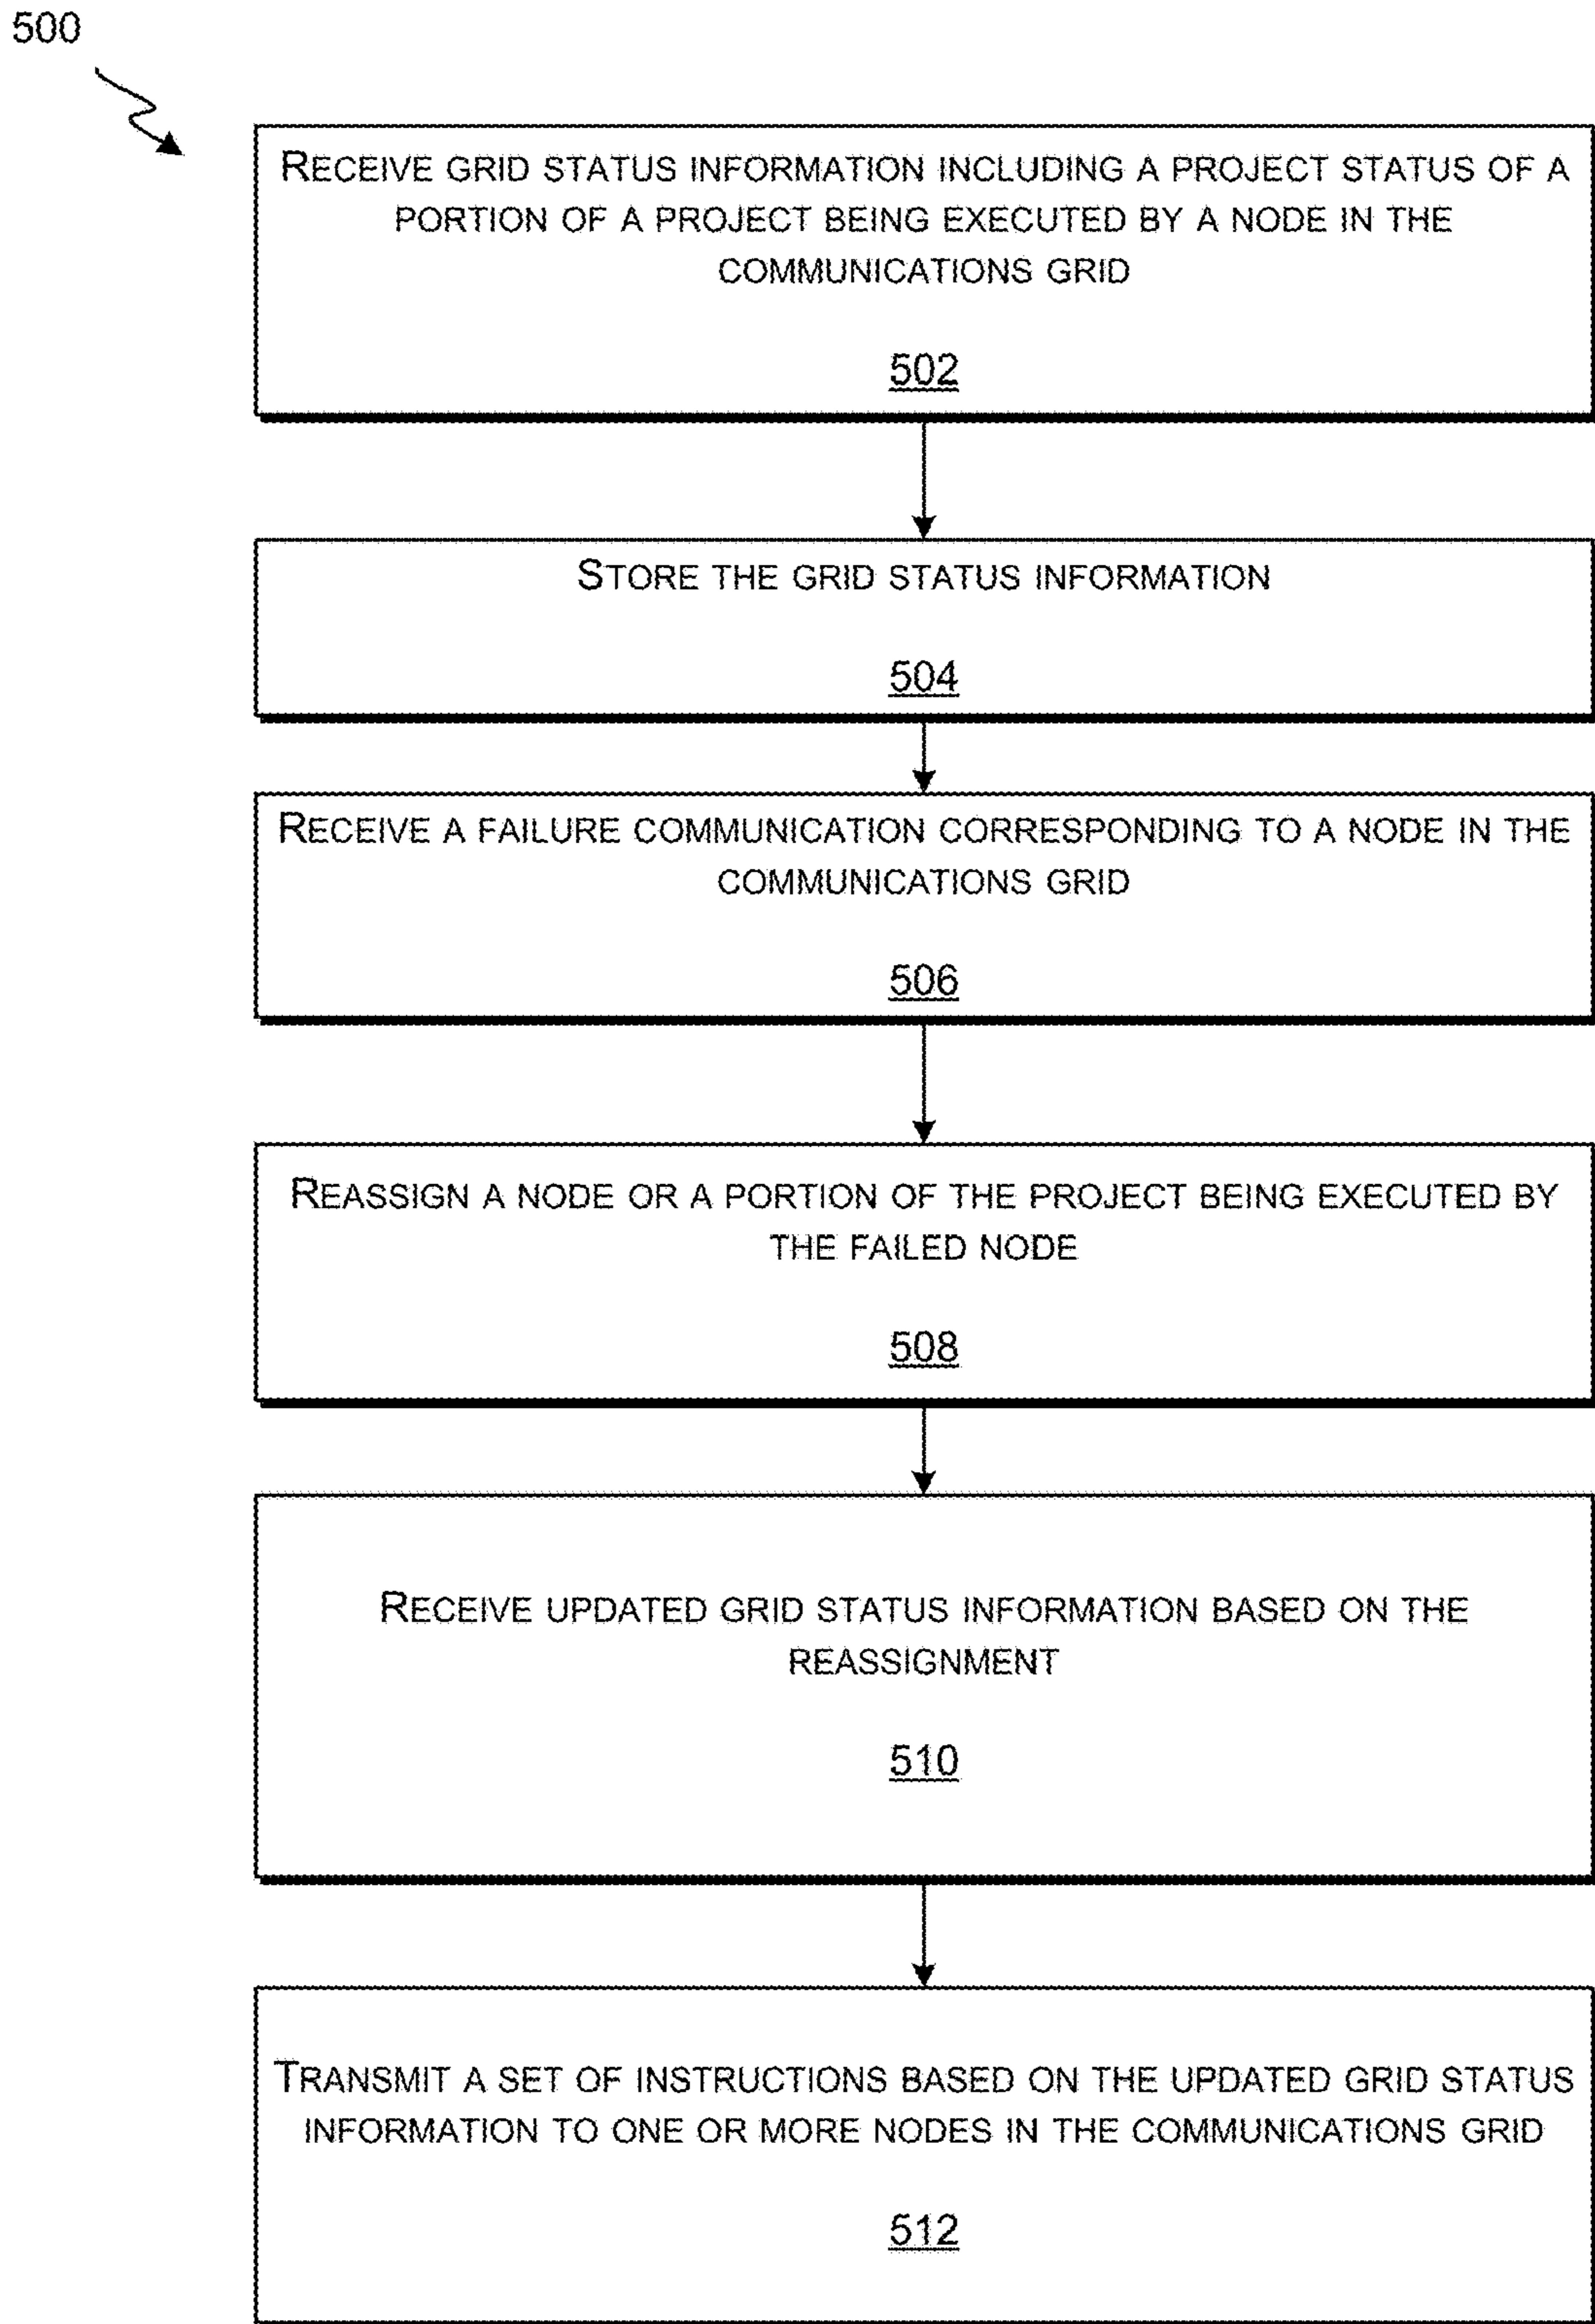 500
RECEIVE GRID STATUS INFORMATION INCLUDING A PROJECT STATUS OF A
PORTION OF A PROJECT BEING EXECUTED BY A NODE IN THE
COMMUNICATIONS GRID
502
STORE THE GRID STATUS INFORMATION
504
RECEIVE A FAILURE COMMUNICATION CORRESPONDING TO A NODE IN THE
COMMUNICATIONS GRID
506
REASSIGN A NODE OR A PORTION OF THE PROJECT BEING EXECUTED BY
THE FAILED NODE
508
RECEIVE UPDATED GRID STATUS INFORMATION BASED ON THE
REASSIGNMENT
510
TRANSMIT A SET OF INSTRUCTIONS BASED ON THE UPDATED GRID STATUS
INFORMATION TO ONE OR MORE NODES IN THE COMMUNICATIONS GRID
512